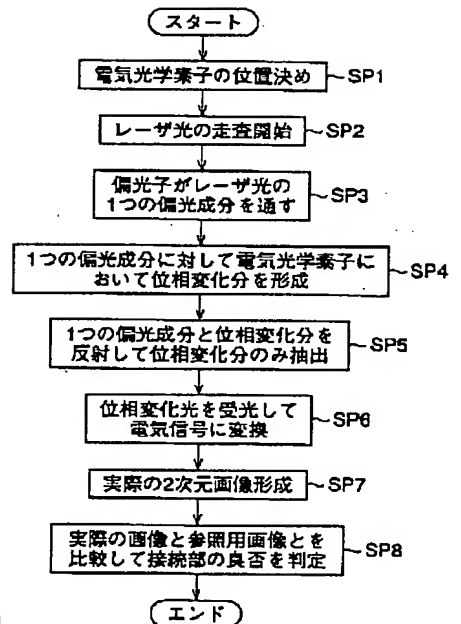 スタート
電気光学素子の位置決め
SP1
レーザ光の走査開始
SP2
偏光子がレーザ光の
1つの偏光成分を通す
SP3
1つの偏光成分に対して電気光学素子に
おいて位相変化分を形成
SP4
1つの偏光成分と位相変化分を
反射して位相変化分のみ抽出
SP5
位相変化光を受光して
電気信号に変換
SP6
実際の2次元画像形成
SP7
実際の画像と参照用画像とを
比較して接続部の良否を判定
SP8
エンド